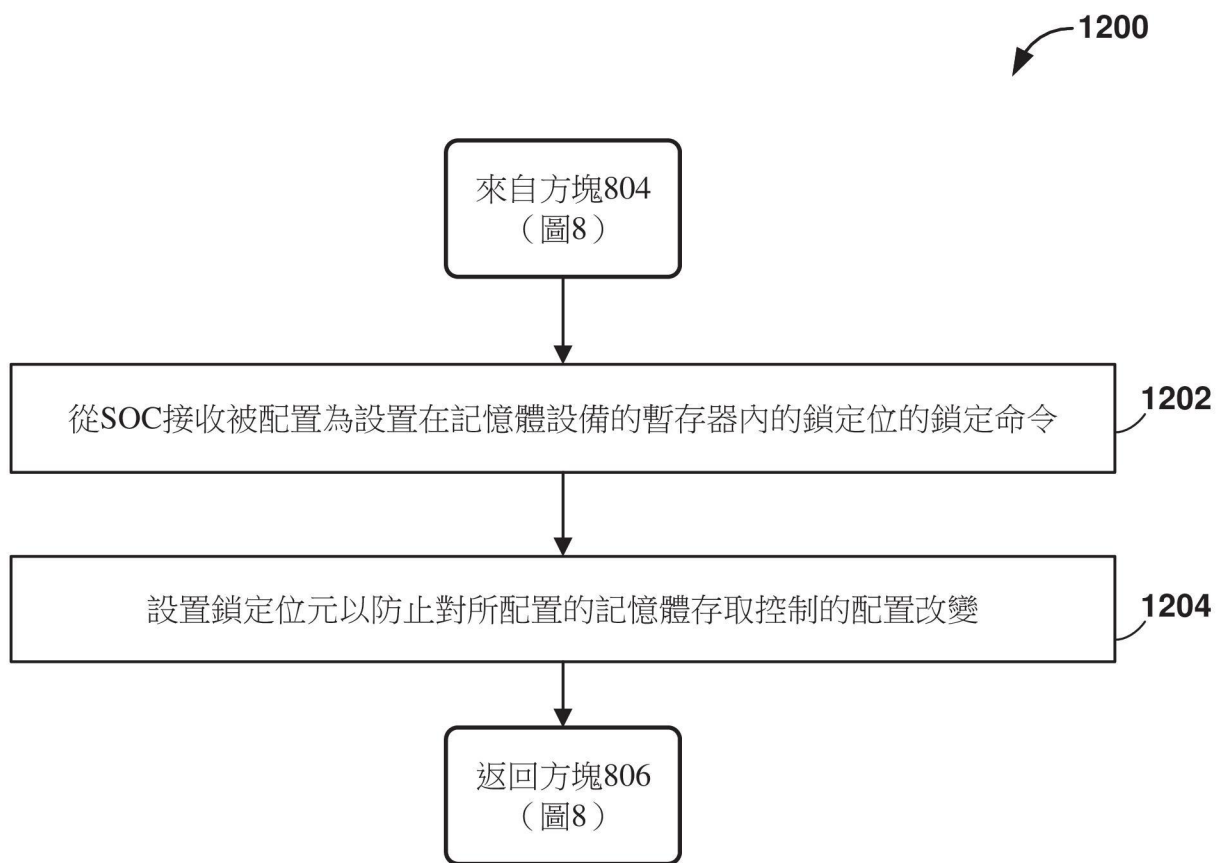 1200
來自方塊804
（圖8）
從SOC接收被配置為設置在記憶體設備的暫存器內的鎖定位的鎖定命令
1202
設置鎖定位元以防止對所配置的記憶體存取控制的配置改變
1204
返回方塊806
（圖8）